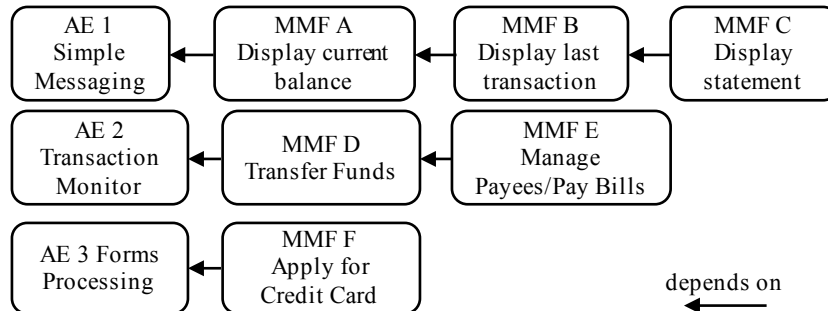 AE 1
Simple
Messaging
MMF A
Display current
balance
MMF B
Display last
transaction
MMF C
Display
statement
AE 2
Transaction
Monitor
MMF D
Transfer Funds
MMF E
Manage
Payees/Pay Bills
AE 3 Forms
Processing
MMF F
Apply for
Credit Card
depends on